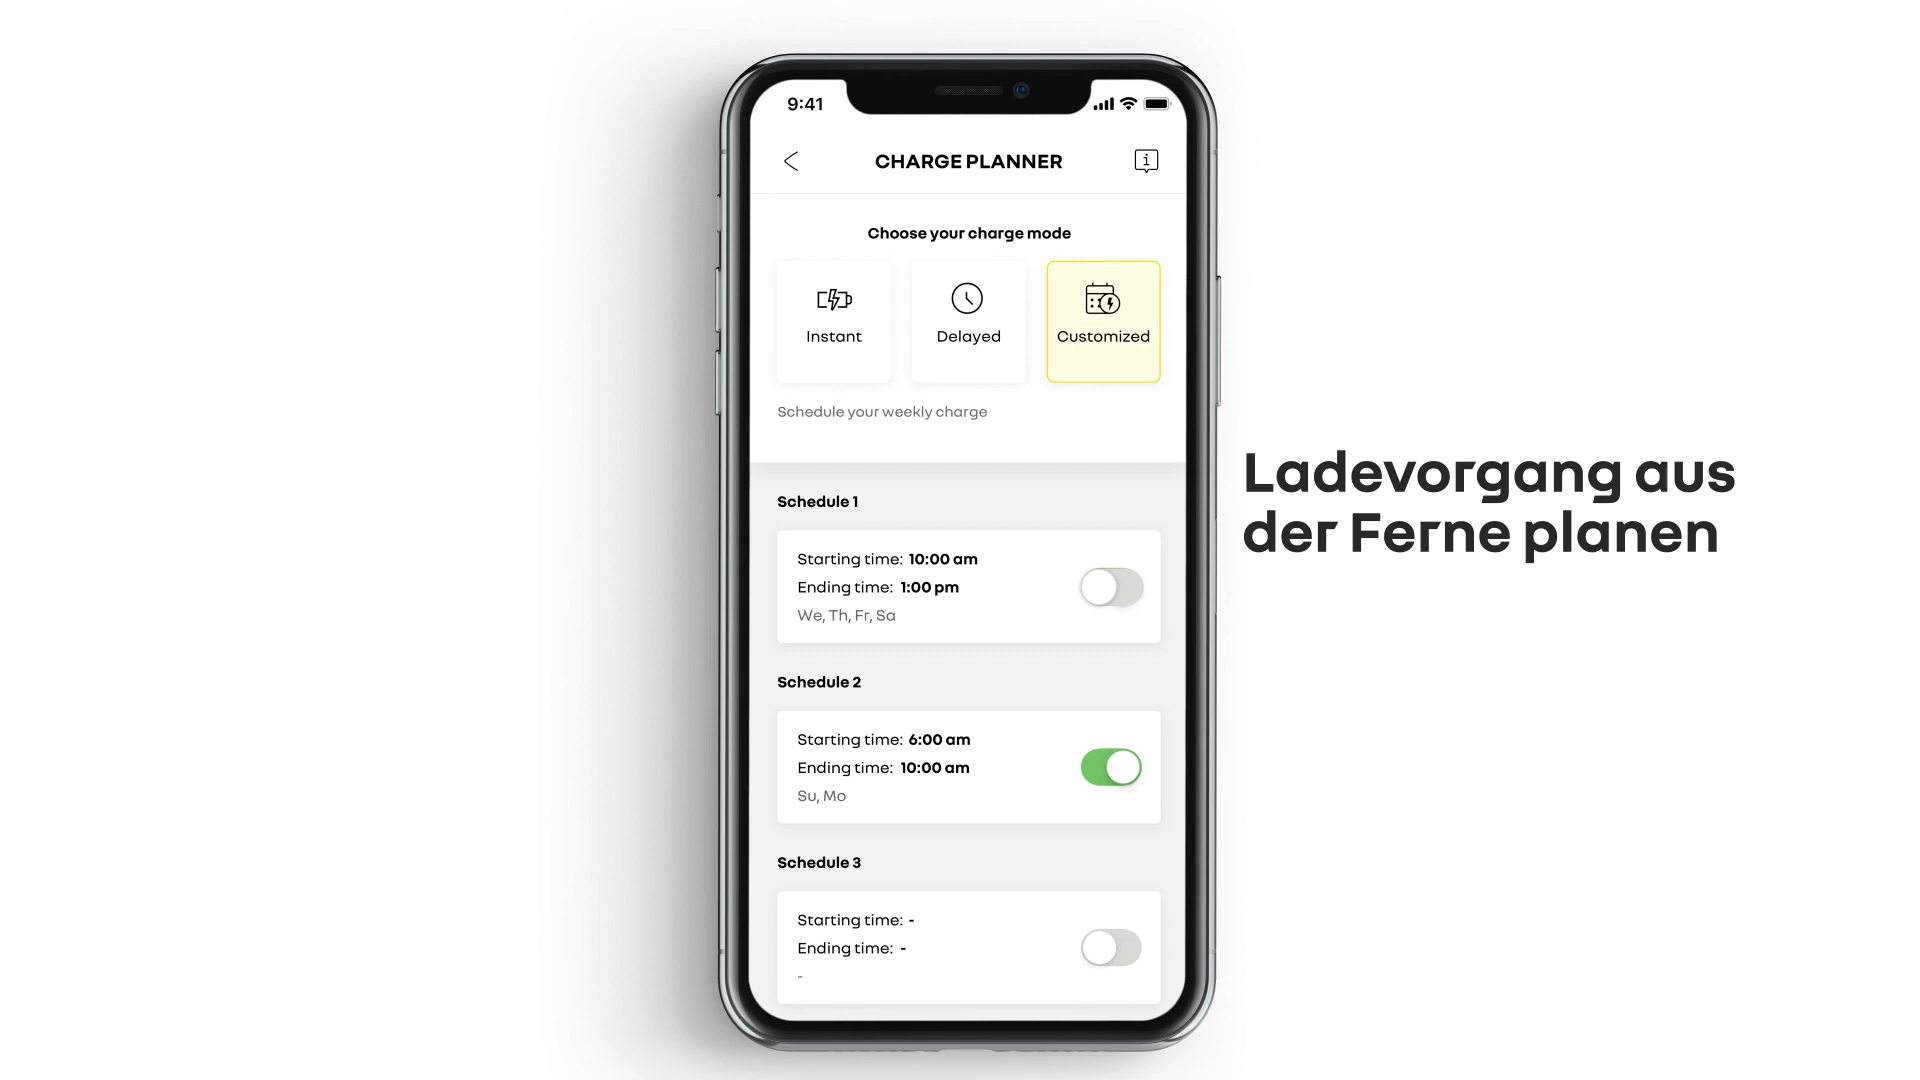 9:41
CHARGE PLANNER
Choose your charge mode
Instant
Delayed
Customized
Schedule your weekly charge
Schedule 1
Starting time: 10:00 am
Ending time: 1:00 pm
We, Th, Fr, Sa
Schedule 2
Starting time: 6:00 am
Ending time: 10:00 am
Su, Mo
Schedule 3
Starting time: -
Ending time: -
-
Ladevorgang aus
der Ferne planen